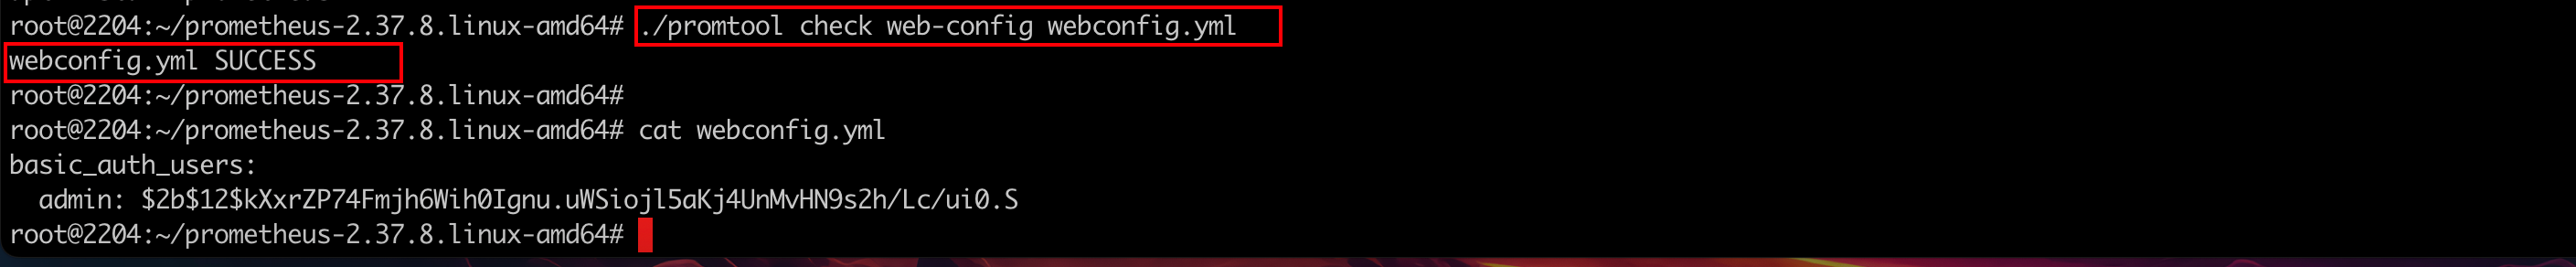 root@2204:~/prometheus-2.37.8.linux-amd64# ./promtool check web-config webconfig.yml
webconfig.yml SUCCESS
root@2204:~/prometheus-2.37.8.linux-amd64#
root@2204:~/prometheus-2.37.8.linux-amd64# cat webconfig.yml
basic_auth_users:
  admin: $2b$12$kXxrZP74Fmjh6Wih0Ignu.uWSiojl5aKj4UnMvHN9s2h/Lc/ui0.S
root@2204:~/prometheus-2.37.8.linux-amd64#